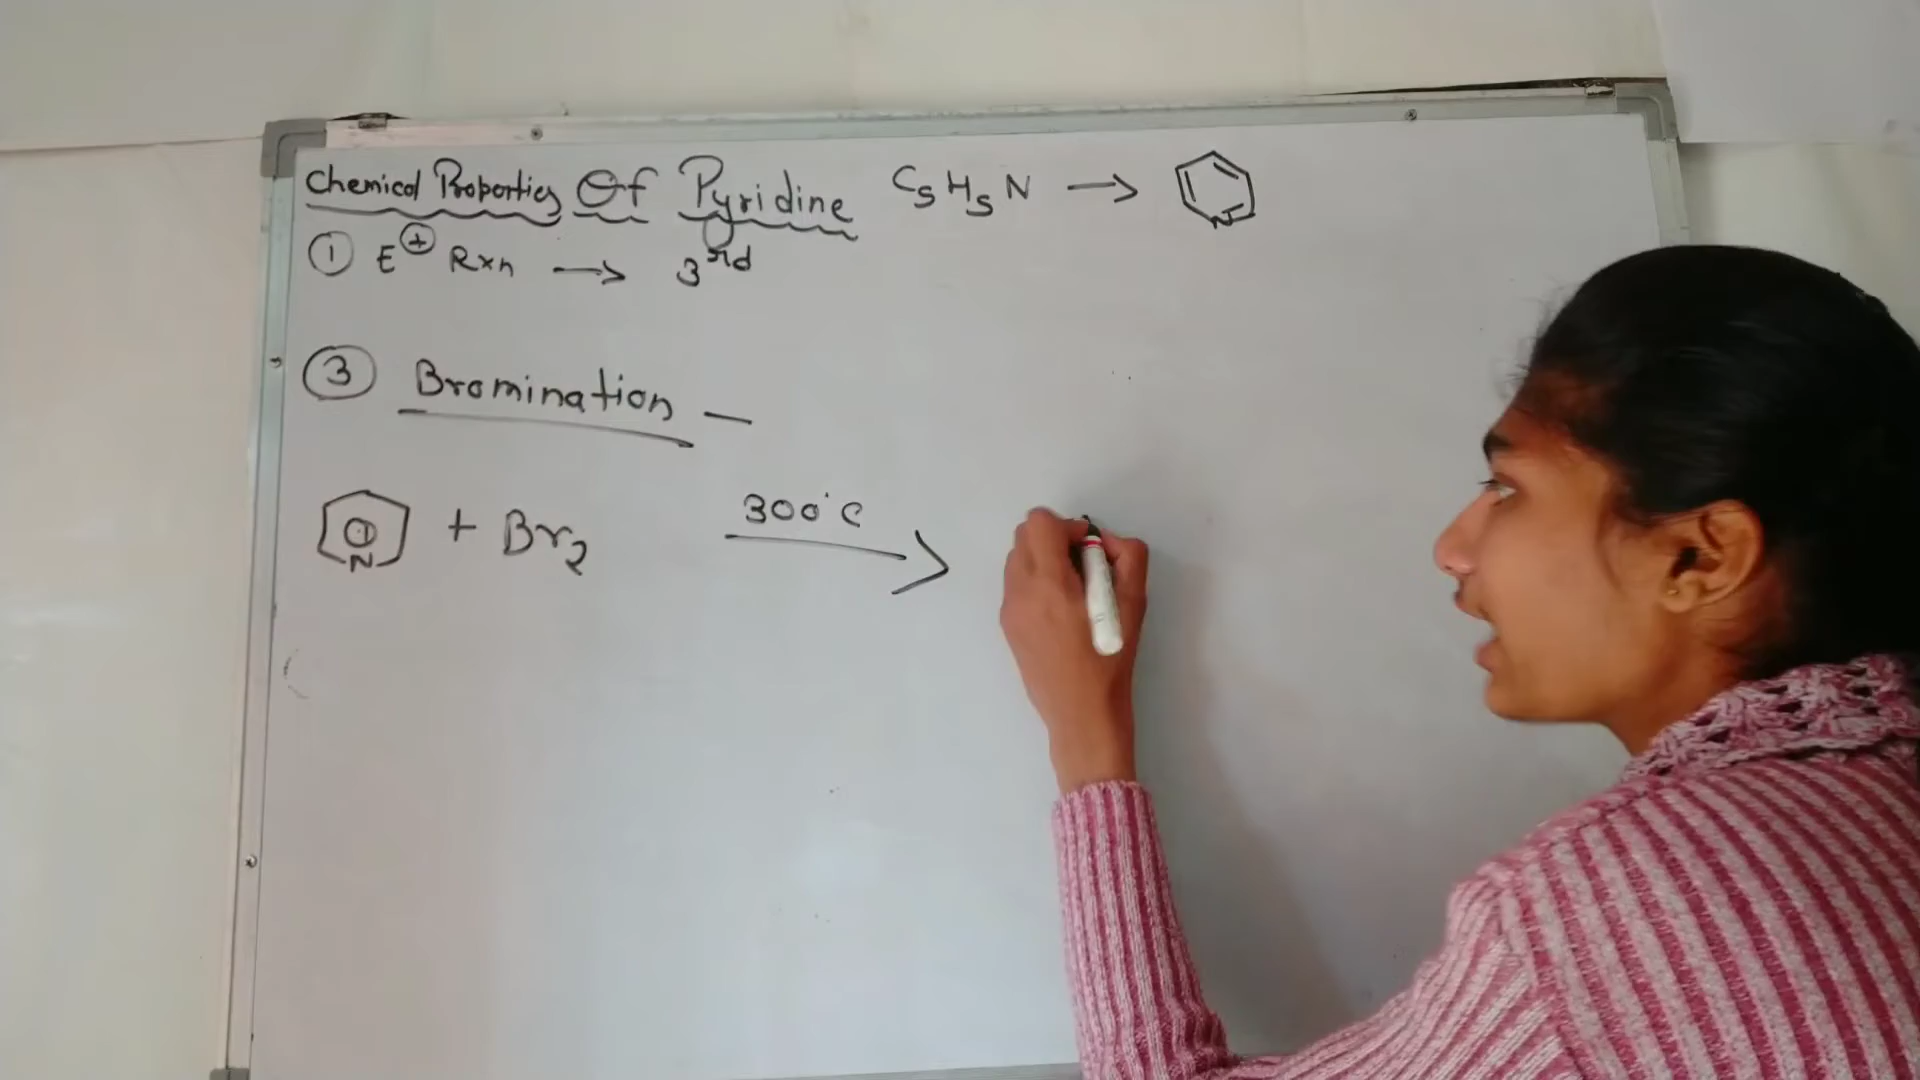 Chemical Properties Of Pyridine C5H5N → N
① E⊕ Rxn → 3rd
③ Bromination —
N + Br2 300°C →